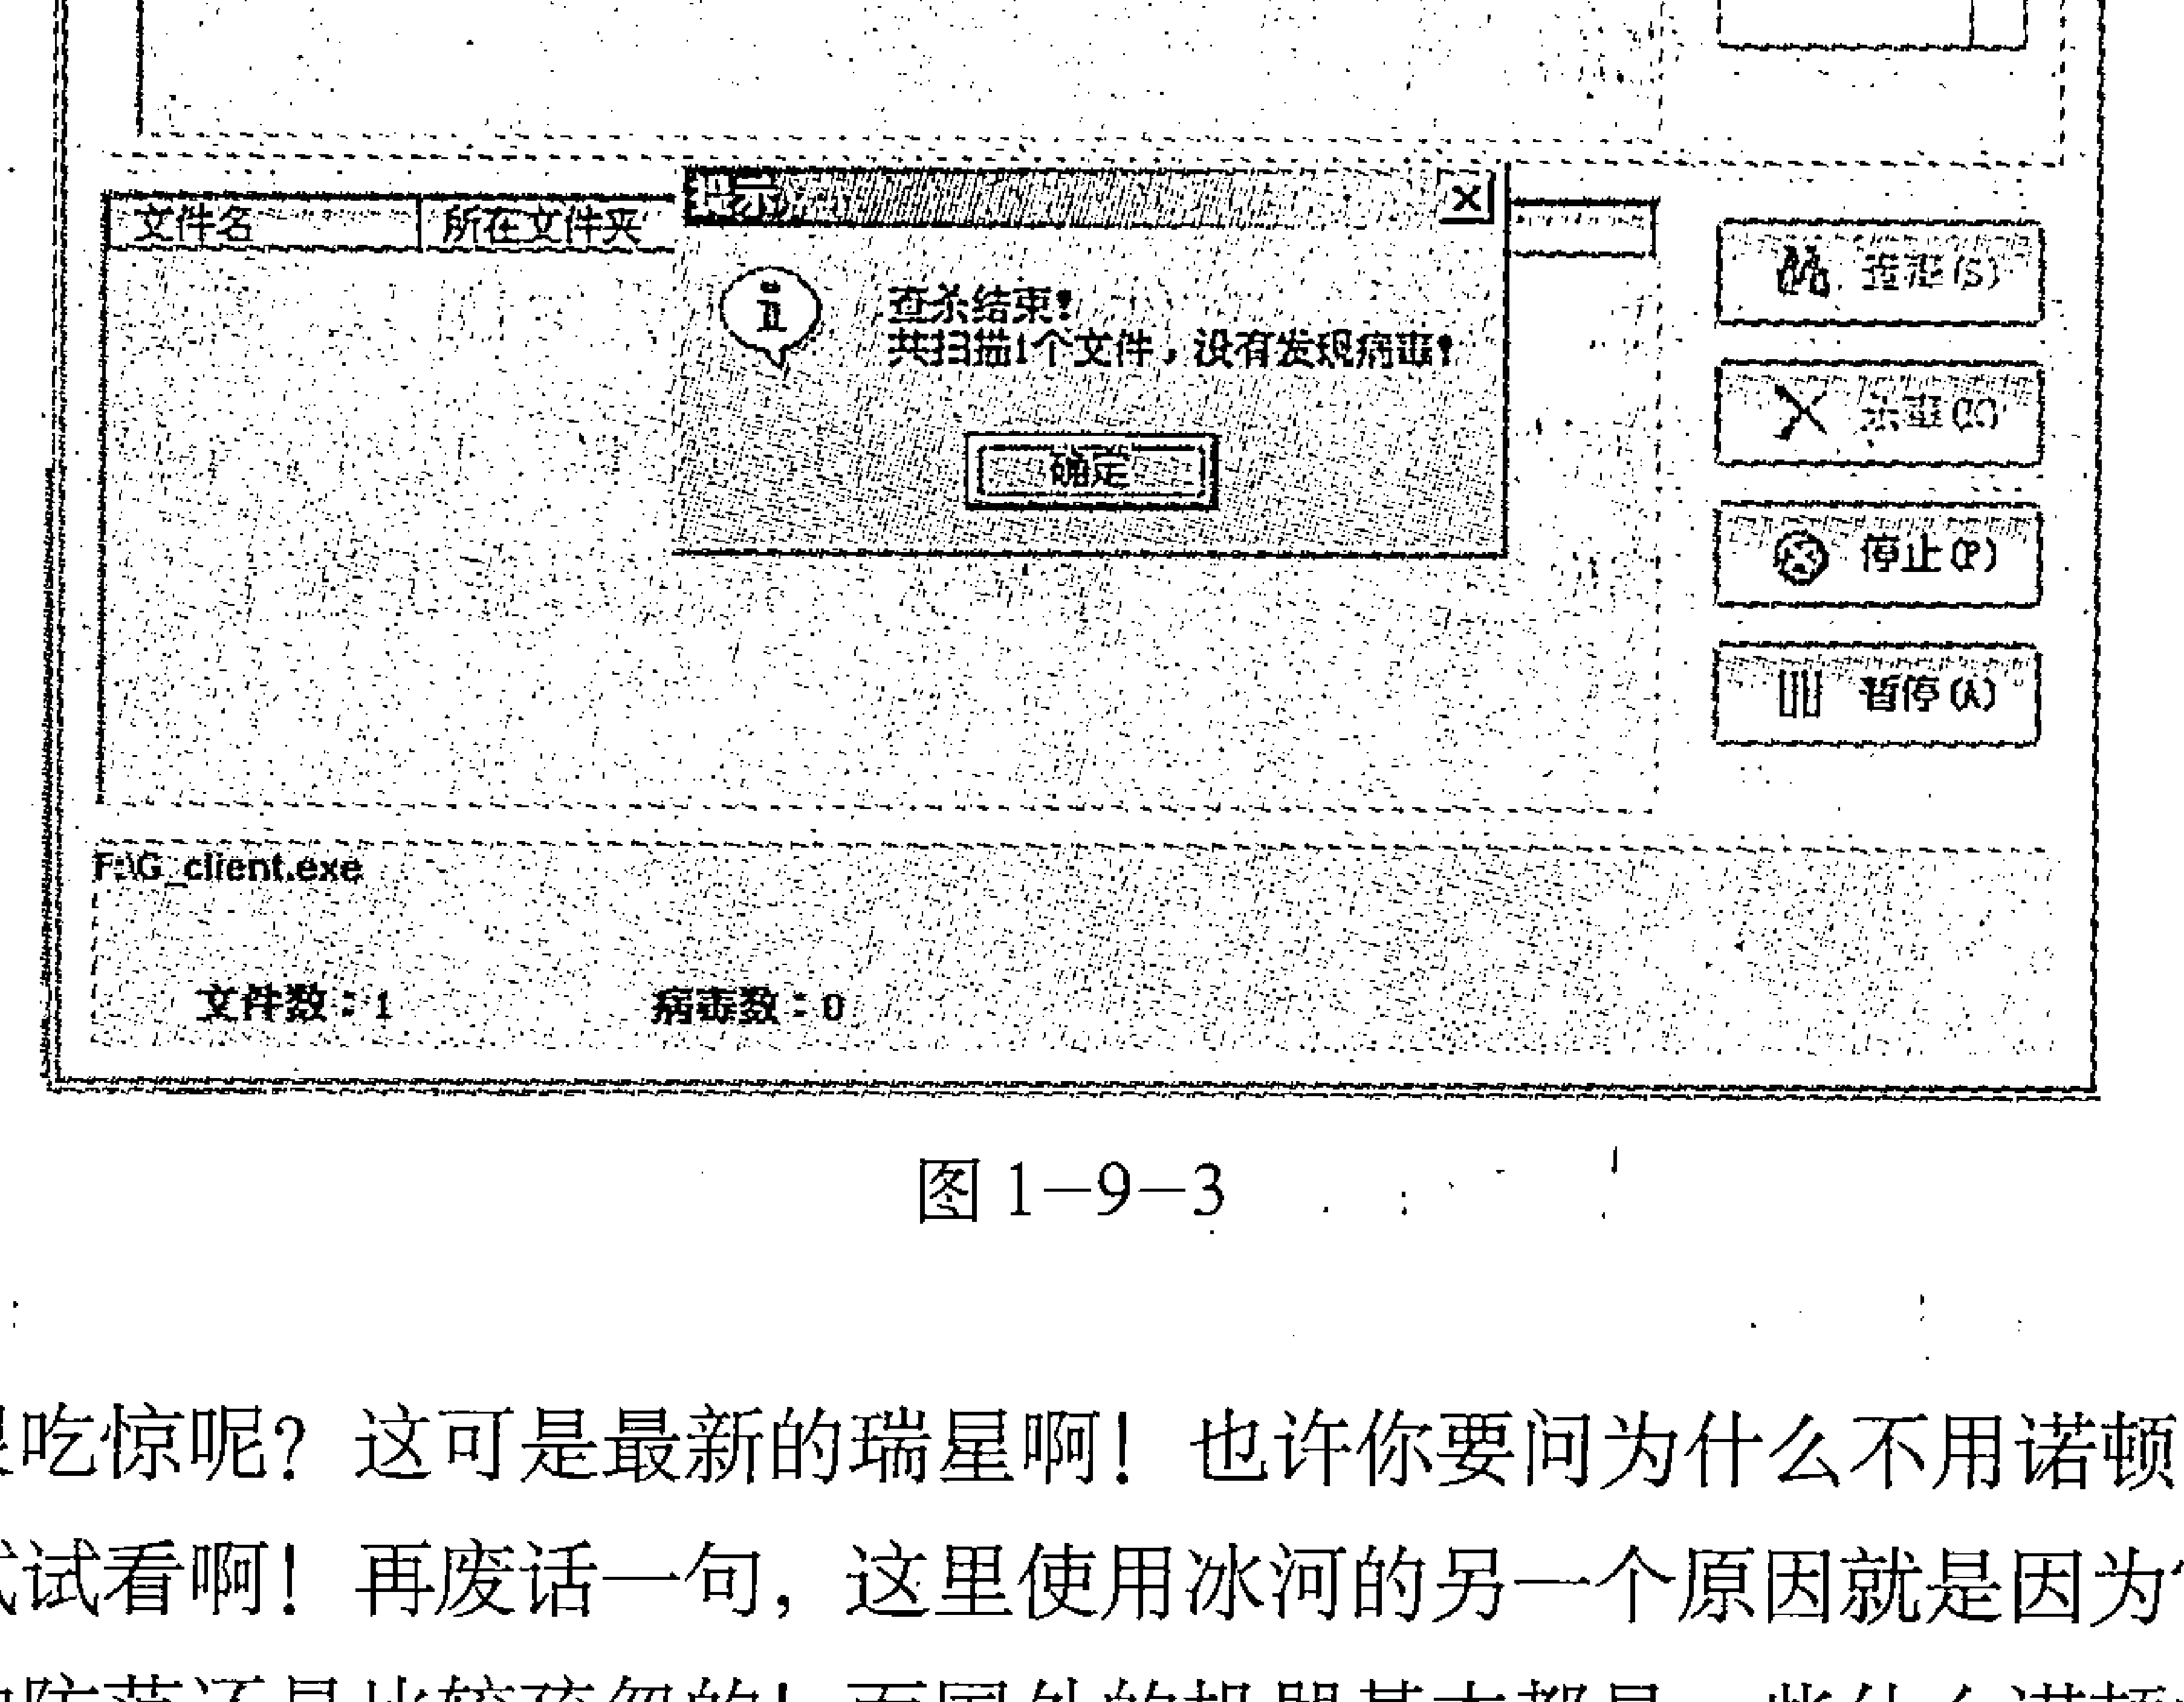 提示
文件名 所在文件夹
查杀结束!
共扫描1个文件，没有发现病毒!
确定
查毒(S)
杀毒(K)
停止(P)
暂停(A)
F:\G_client.exe
文件数：1 病毒数：0
图 1-9-3
吃惊呢？这可是最新的瑞星啊！也许你要问为什么不用诺顿
试看啊！再废话一句，这里使用冰河的另一个原因就是因为